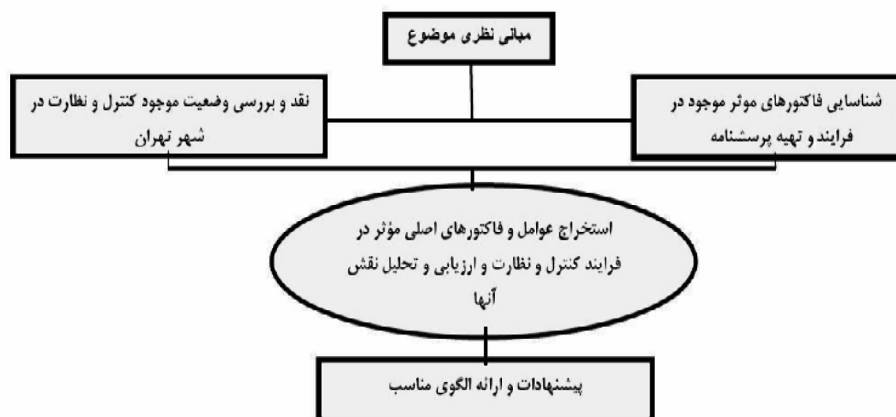 مبانی نظری موضوع
شناسایی فاکتورهای موثر موجود در
فرایند و تهیه پرسشنامه
نقد و بررسی وضعیت موجود کنترل و نظارت در
شهر تهران
استخراج عوامل و فاکتورهای اصلی مؤثر در
فرایند کنترل و نظارت و ارزیابی و تحلیل نقش
آنها
پیشنهادات و ارائه الگوی مناسب